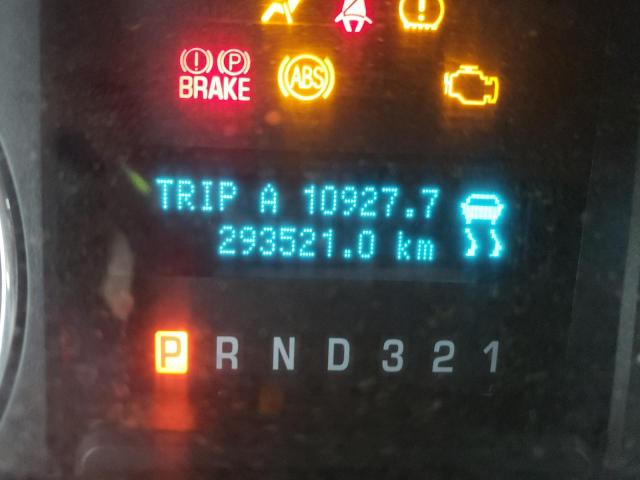 ! P
BRAKE
ABS
!
TRIP A 10927.7
293521.0 km
P R N D 3 2 1